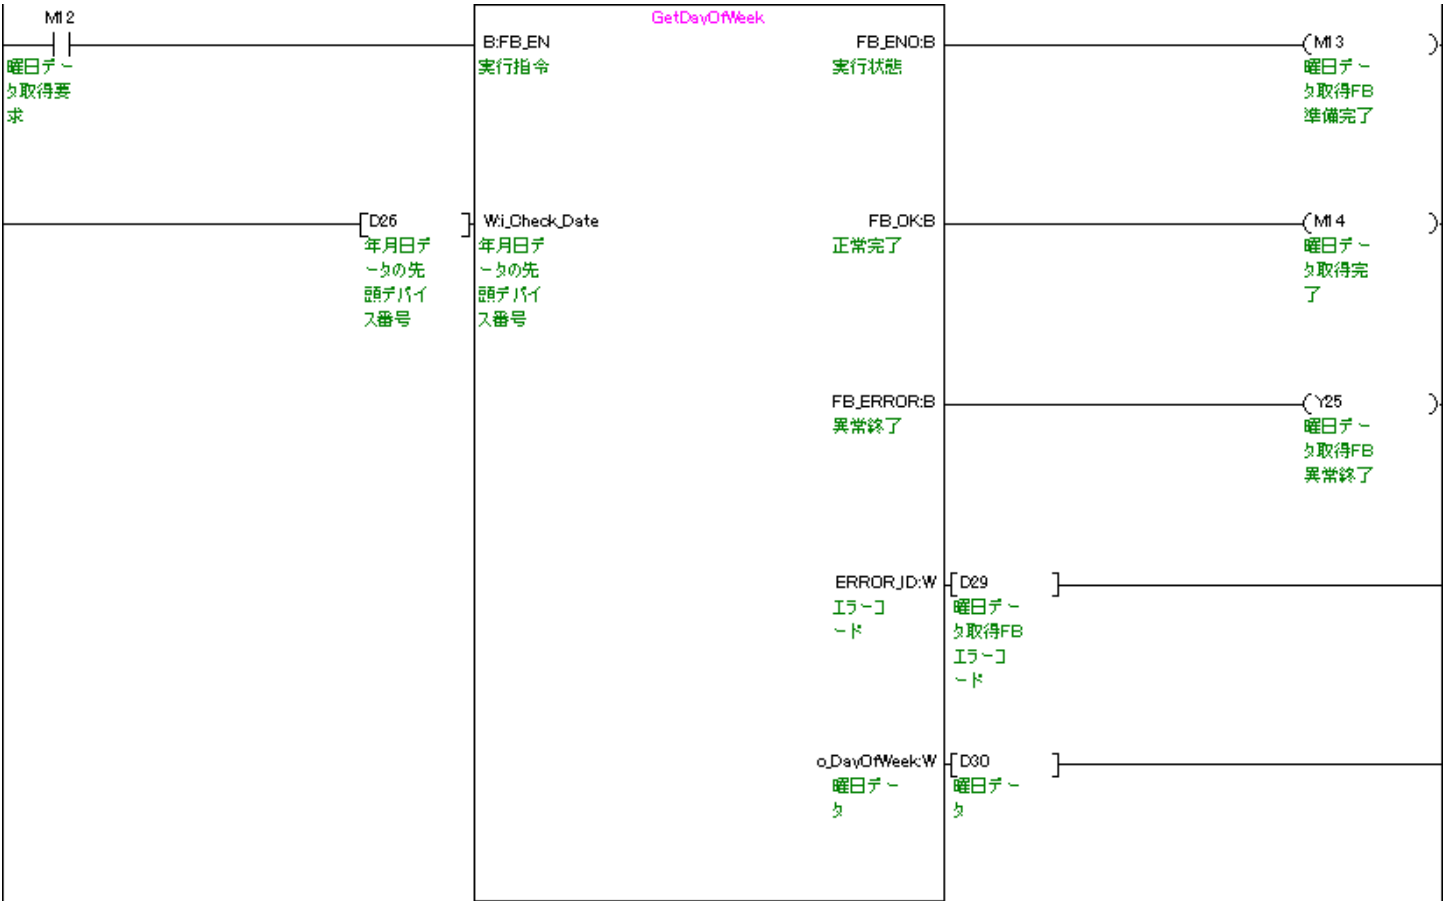 M12
曜日デー
タ取得要
求
GetDayOfWeek
B:FB_EN
実行指令
FB_ENO:B
実行状態
M13
曜日デー
タ取得FB
準備完了
D26
年月日デ
ータの先
頭デバイ
ス番号
W:i_Check_Date
年月日デ
ータの先
頭デバイ
ス番号
FB_OK:B
正常完了
M14
曜日デー
タ取得完
了
FB_ERROR:B
異常終了
Y25
曜日デー
タ取得FB
異常終了
ERROR_ID:W
エラーコ
ード
D29
曜日デー
タ取得FB
エラーコ
ード
o_DayOfWeek:W
曜日デー
タ
D30
曜日デー
タ